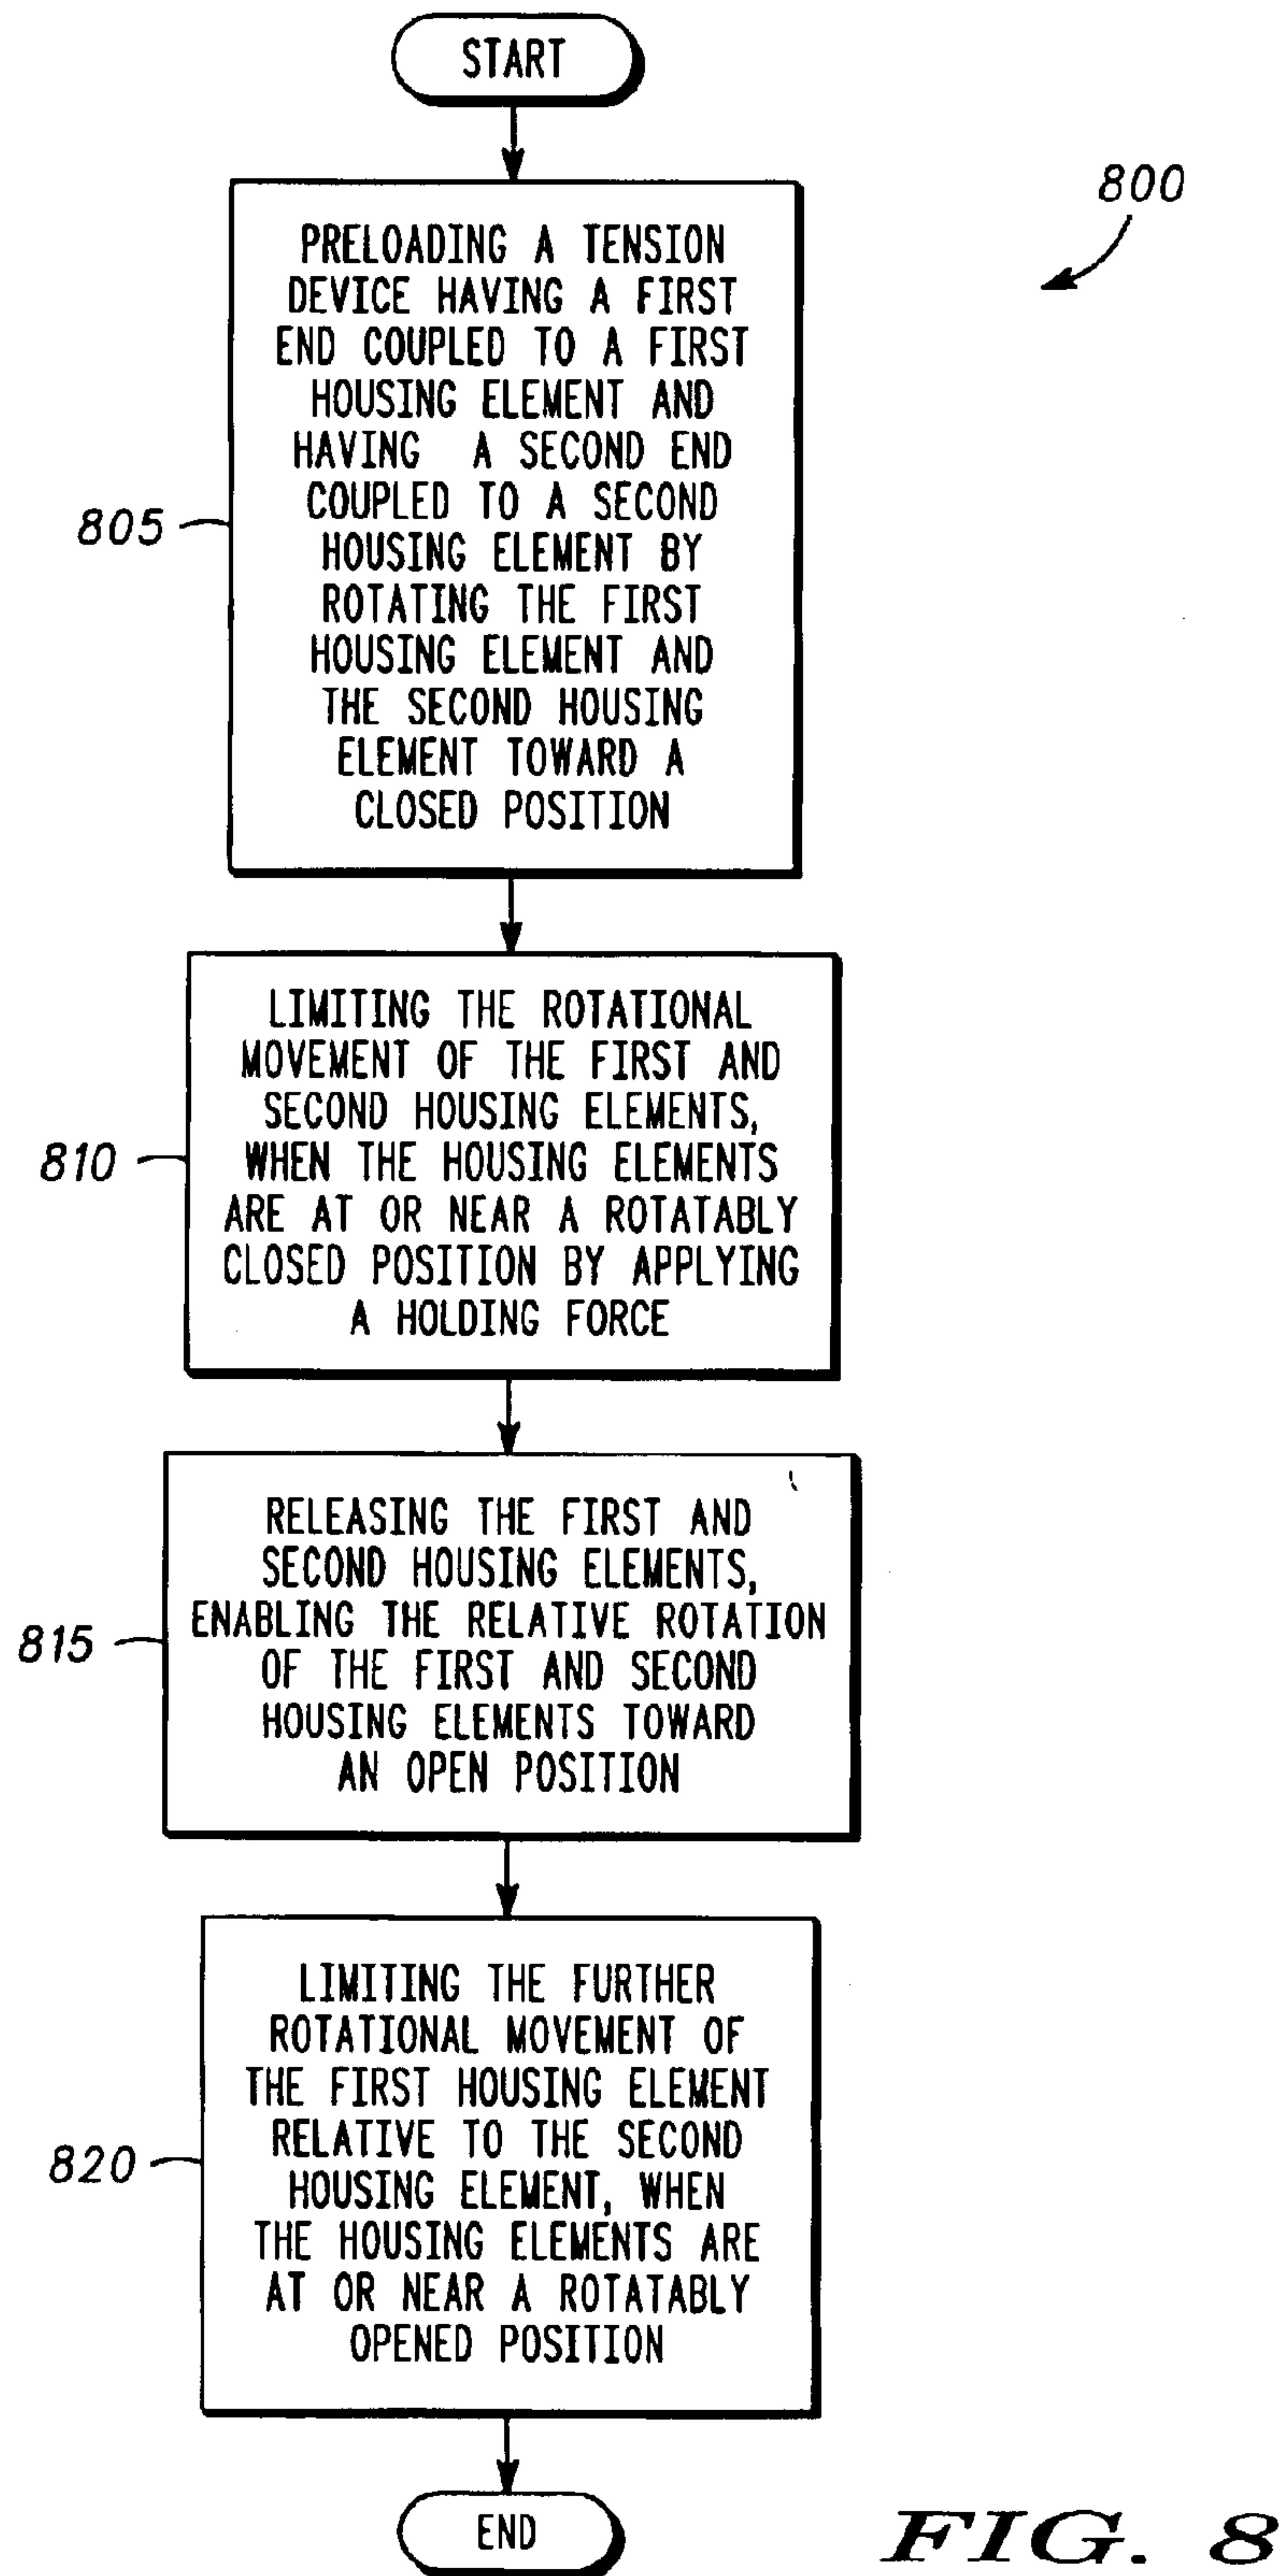 START
800
PRELOADING A TENSION
DEVICE HAVING A FIRST
END COUPLED TO A FIRST
HOUSING ELEMENT AND
HAVING A SECOND END
COUPLED TO A SECOND
HOUSING ELEMENT BY
ROTATING THE FIRST
HOUSING ELEMENT AND
THE SECOND HOUSING
ELEMENT TOWARD A
CLOSED POSITION
805
LIMITING THE ROTATIONAL
MOVEMENT OF THE FIRST AND
SECOND HOUSING ELEMENTS,
WHEN THE HOUSING ELEMENTS
ARE AT OR NEAR A ROTATABLY
CLOSED POSITION BY APPLYING
A HOLDING FORCE
810
RELEASING THE FIRST AND
SECOND HOUSING ELEMENTS,
ENABLING THE RELATIVE ROTATION
OF THE FIRST AND SECOND
HOUSING ELEMENTS TOWARD
AN OPEN POSITION
815
LIMITING THE FURTHER
ROTATIONAL MOVEMENT OF
THE FIRST HOUSING ELEMENT
RELATIVE TO THE SECOND
HOUSING ELEMENT, WHEN
THE HOUSING ELEMENTS ARE
AT OR NEAR A ROTATABLY
OPENED POSITION
820
END
FIG. 8